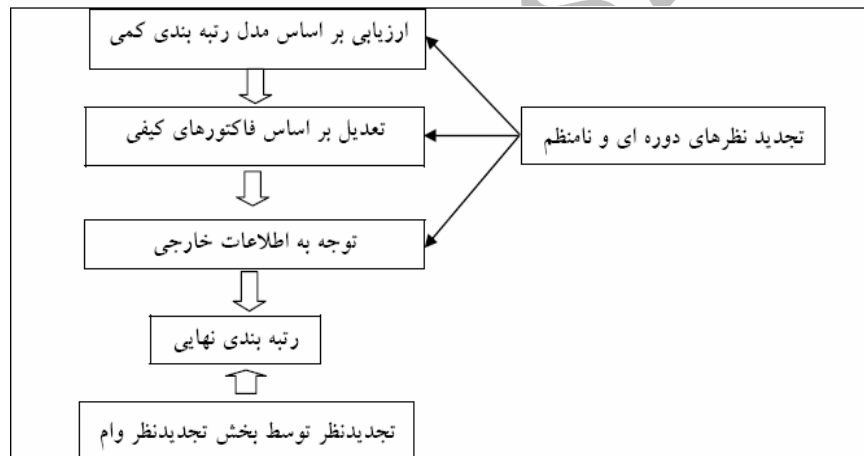 ارزیابی بر اساس مدل رتبه بندی کمی
تعدیل بر اساس فاکتورهای کیفی
تجدید نظرهای دوره ای و نامنظم
توجه به اطلاعات خارجی
رتبه بندی نهایی
تجدیدنظر توسط بخش تجدیدنظر وام